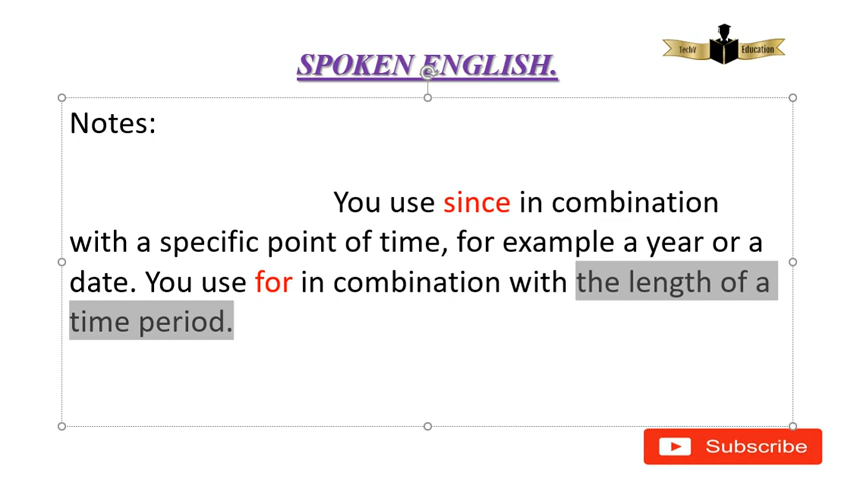 SPOKEN ENGLISH.
TechY Education
Notes:
You use since in combination
with a specific point of time, for example a year or a
date. You use for in combination with the length of a
time period.
Subscribe